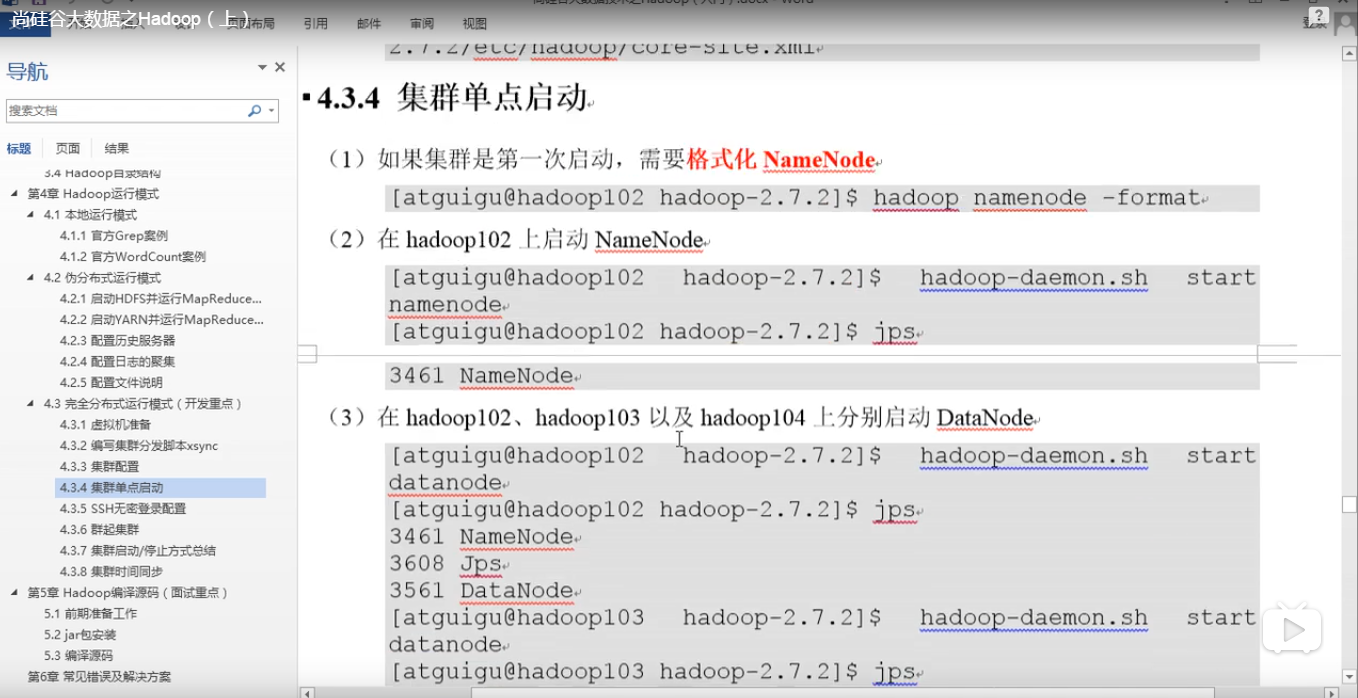 尚硅谷大数据之Hadoop（上）
引用 邮件 审阅 视图
导航
搜索文档
标题 页面 结果
3.4 Hadoop目录结构
第4章 Hadoop运行模式
4.1 本地运行模式
4.1.1 官方Grep案例
4.1.2 官方WordCount案例
4.2 伪分布式运行模式
4.2.1 启动HDFS并运行MapReduce...
4.2.2 启动YARN并运行MapReduce...
4.2.3 配置历史服务器
4.2.4 配置日志的聚集
4.2.5 配置文件说明
4.3 完全分布式运行模式（开发重点）
4.3.1 虚拟机准备
4.3.2 编写集群分发脚本xsync
4.3.3 集群配置
4.3.4 集群单点启动
4.3.5 SSH无密登录配置
4.3.6 群起集群
4.3.7 集群启动/停止方式总结
4.3.8 集群时间同步
第5章 Hadoop编译源码（面试重点）
5.1 前期准备工作
5.2 jar包安装
5.3 编译源码
第6章 常见错误及解决方案
2.7.2/etc/hadoop/core-site.xml
4.3.4 集群单点启动
（1）如果集群是第一次启动，需要格式化 NameNode
[atguigu@hadoop102 hadoop-2.7.2]$ hadoop namenode -format
（2）在 hadoop102 上启动 NameNode
[atguigu@hadoop102 hadoop-2.7.2]$ hadoop-daemon.sh start
namenode
[atguigu@hadoop102 hadoop-2.7.2]$ jps
3461 NameNode
（3）在 hadoop102、hadoop103 以及 hadoop104 上分别启动 DataNode
[atguigu@hadoop102 hadoop-2.7.2]$ hadoop-daemon.sh start
datanode
[atguigu@hadoop102 hadoop-2.7.2]$ jps
3461 NameNode
3608 Jps
3561 DataNode
[atguigu@hadoop103 hadoop-2.7.2]$ hadoop-daemon.sh start
datanode
[atguigu@hadoop103 hadoop-2.7.2]$ jps